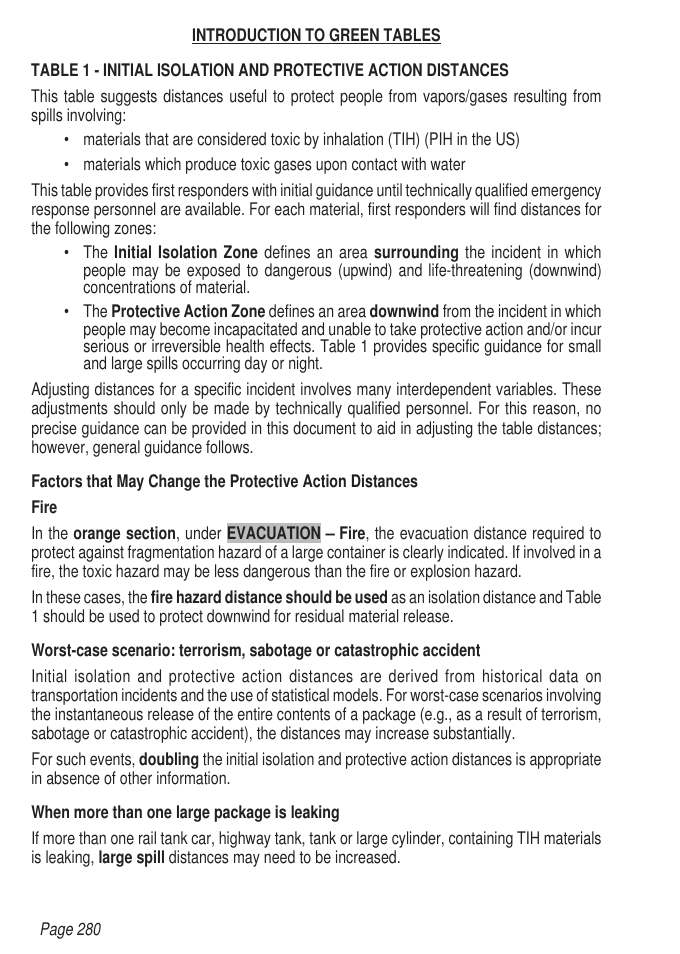 INTRODUCTION TO GREEN TABLES
TABLE 1 - INITIAL ISOLATION AND PROTECTIVE ACTION DISTANCES
This table suggests distances useful to protect people from vapors/gases resulting from
spills involving:
• materials that are considered toxic by inhalation (TIH) (PIH in the US)
• materials which produce toxic gases upon contact with water
This table provides first responders with initial guidance until technically qualified emergency
response personnel are available. For each material, first responders will find distances for
the following zones:
• The Initial Isolation Zone defines an area surrounding the incident in which
people may be exposed to dangerous (upwind) and life-threatening (downwind)
concentrations of material.
• The Protective Action Zone defines an area downwind from the incident in which
people may become incapacitated and unable to take protective action and/or incur
serious or irreversible health effects. Table 1 provides specific guidance for small
and large spills occurring day or night.
Adjusting distances for a specific incident involves many interdependent variables. These
adjustments should only be made by technically qualified personnel. For this reason, no
precise guidance can be provided in this document to aid in adjusting the table distances;
however, general guidance follows.
Factors that May Change the Protective Action Distances
Fire
In the orange section, under EVACUATION – Fire, the evacuation distance required to
protect against fragmentation hazard of a large container is clearly indicated. If involved in a
fire, the toxic hazard may be less dangerous than the fire or explosion hazard.
In these cases, the fire hazard distance should be used as an isolation distance and Table
1 should be used to protect downwind for residual material release.
Worst-case scenario: terrorism, sabotage or catastrophic accident
Initial isolation and protective action distances are derived from historical data on
transportation incidents and the use of statistical models. For worst-case scenarios involving
the instantaneous release of the entire contents of a package (e.g., as a result of terrorism,
sabotage or catastrophic accident), the distances may increase substantially.
For such events, doubling the initial isolation and protective action distances is appropriate
in absence of other information.
When more than one large package is leaking
If more than one rail tank car, highway tank, tank or large cylinder, containing TIH materials
is leaking, large spill distances may need to be increased.
Page 280